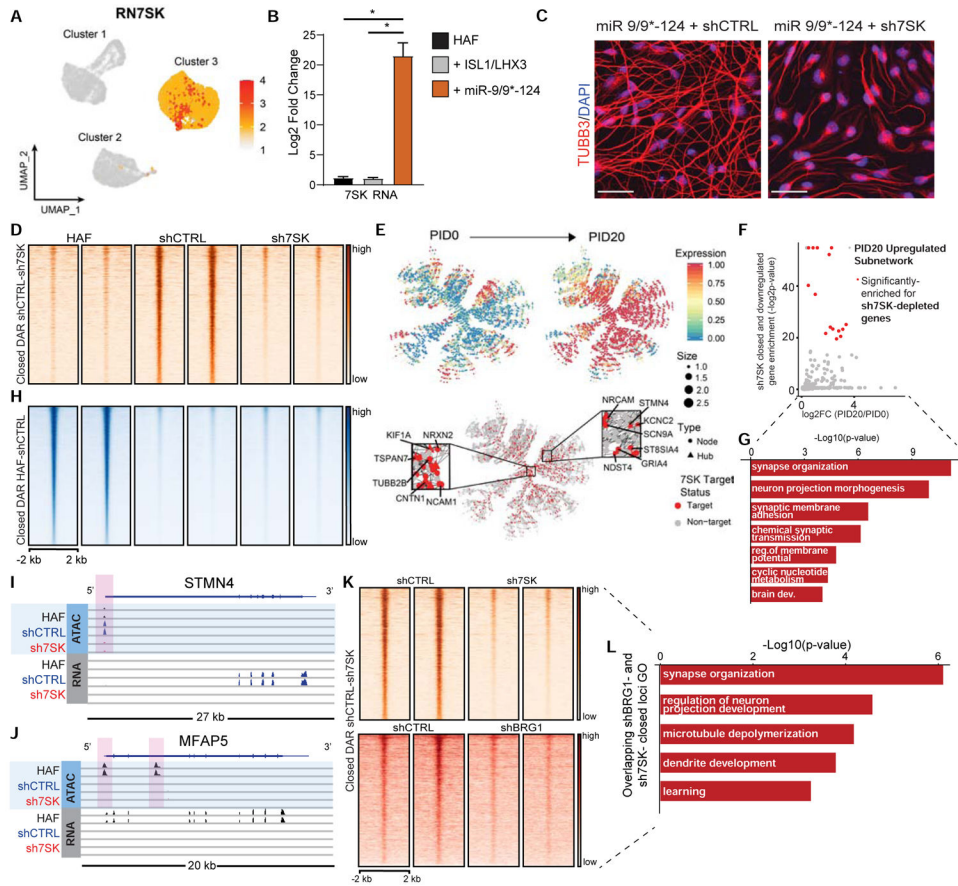 A
RN7SK
Cluster 1
Cluster 3
Cluster 2
4
3
2
1
UMAP_2
UMAP_1
B
Log2 Fold Change
25
20
15
10
5
0
*
*
7SK RNA
HAF
+ ISL1/LHX3
+ miR-9/9*-124
C
miR 9/9*-124 + shCTRL
miR 9/9*-124 + sh7SK
TUBB3/DAPI
D
HAF
shCTRL
sh7SK
Closed DAR shCTRL-sh7SK
high
low
E
PID0
PID20
Expression
1.00
0.75
0.50
0.25
0.00
Size
1.0
1.5
2.0
2.5
Type
Node
Hub
7SK Target
Status
Target
Non-target
KIF1A
NRXN2
TSPAN7
TUBB2B
CNTN1
NCAM1
NRCAM
STMN4
KCNC2
SCN9A
ST8SIA4
GRIA4
NDST4
F
sh7SK closed and downregulated
gene enrichment (-log2p-value)
40
20
0
0
4
log2FC (PID20/PID0)
PID20 Upregulated
Subnetwork
Significantly-
enriched for
sh7SK-depleted
genes
G
-Log10(p-value)
0
3
6
9
synapse organization
neuron projection morphogenesis
synaptic membrane
adhesion
chemical synaptic
transmission
reg.of membrane
potential
cyclic nucleotide
metabolism
brain dev.
H
Closed DAR HAF-shCTRL
high
low
-2 kb
2 kb
I
STMN4
5'
3'
HAF
shCTRL
sh7SK
ATAC
HAF
shCTRL
sh7SK
RNA
27 kb
J
MFAP5
5'
3'
HAF
shCTRL
sh7SK
ATAC
HAF
shCTRL
sh7SK
RNA
20 kb
K
shCTRL
sh7SK
high
low
shCTRL
shBRG1
high
low
Closed DAR shCTRL-sh7SK
-2 kb
2 kb
L
-Log10(p-value)
0
2
4
6
Overlapping shBRG1- and
sh7SK- closed loci GO
synapse organization
regulation of neuron
projection development
microtubule depolymerization
dendrite development
learning